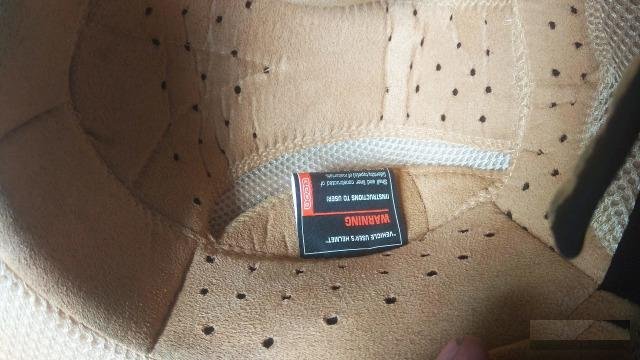 "VEHICLE USER'S HELMET"
WARNING
(INSTRUCTIONS TO USER)
Shell and liner constructed of